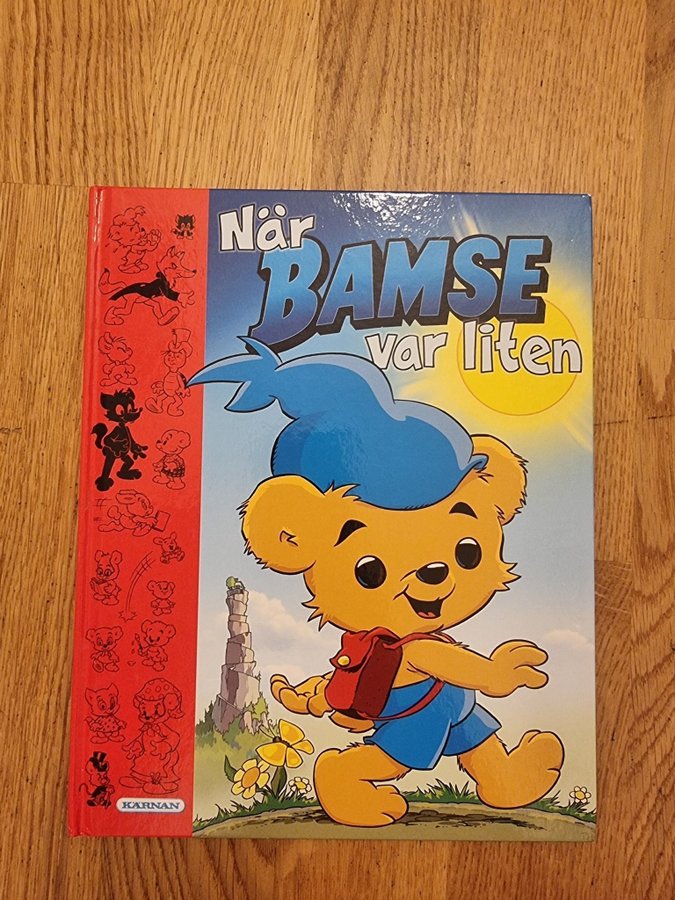 När
BAMSE
var liten
KÄRNAN